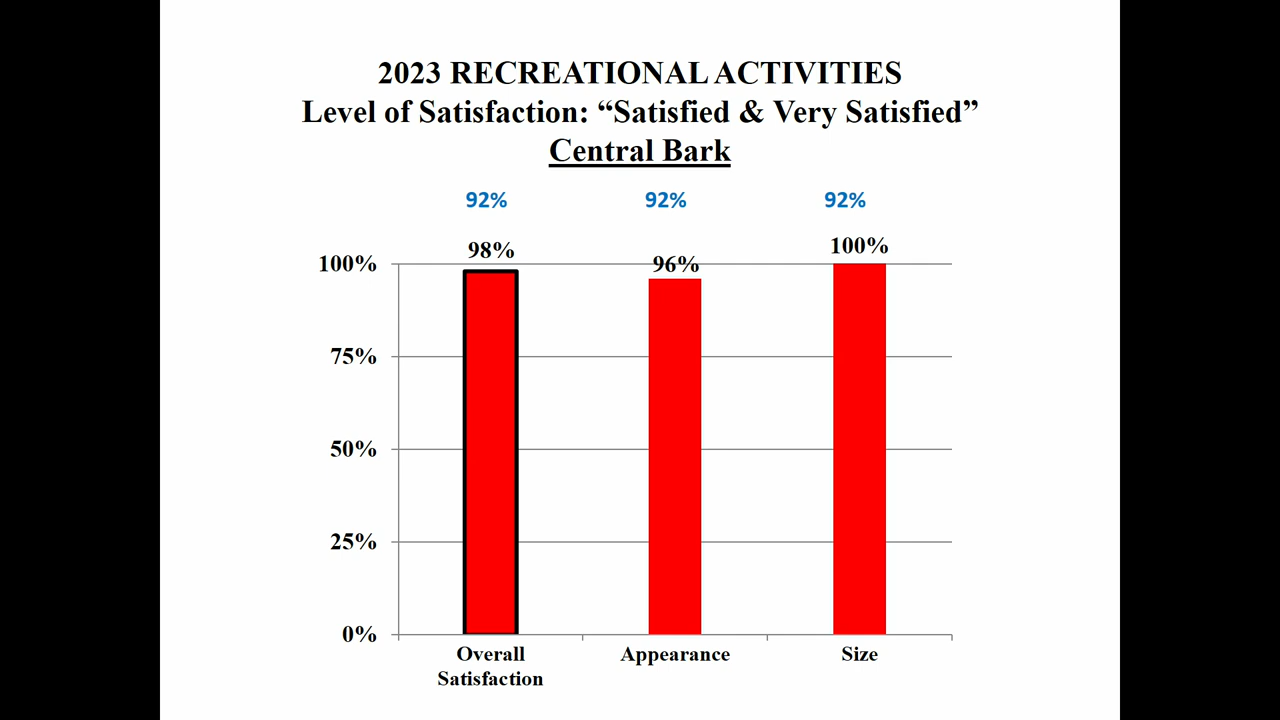 2023 RECREATIONAL ACTIVITIES
Level of Satisfaction: “Satisfied & Very Satisfied”
Central Bark
92% 92% 92%
98% 96% 100%
100%
75%
50%
25%
0%
Overall Satisfaction
Appearance
Size